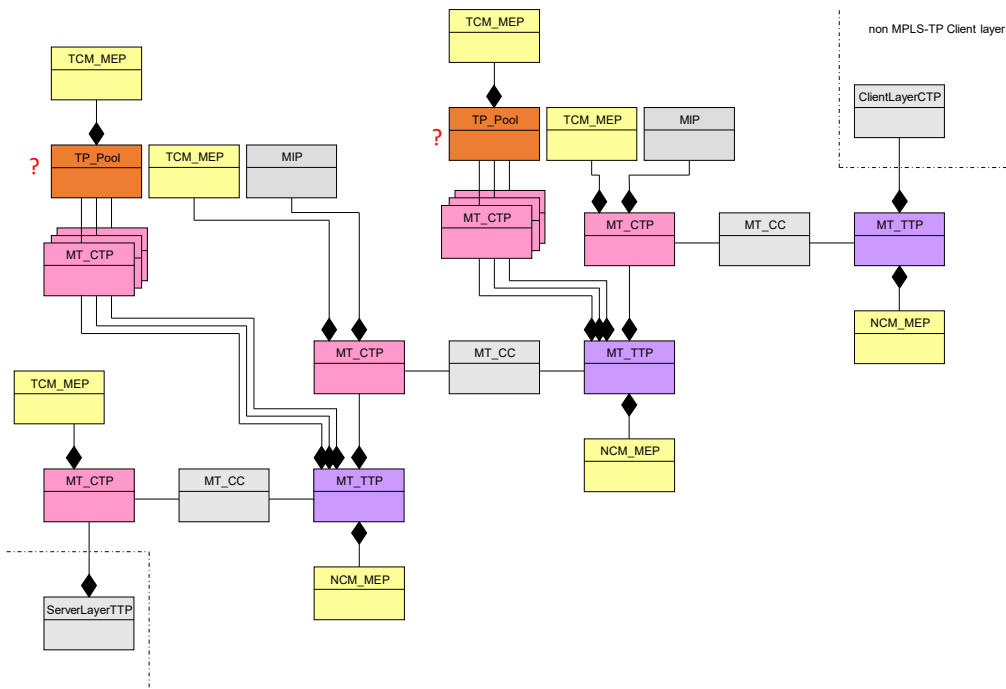 TCM_MEP
non MPLS-TP Client layer
TCM_MEP
ClientLayerCTP
TP_Pool
TCM_MEP
MIP
?
TP_Pool
TCM_MEP
MIP
?
MT_CTP
MT_CTP
MT_CC
MT_TTP
MT_CTP
NCM_MEP
MT_CTP
MT_CC
MT_TTP
TCM_MEP
NCM_MEP
MT_CTP
MT_CC
MT_TTP
NCM_MEP
ServerLayerTTP